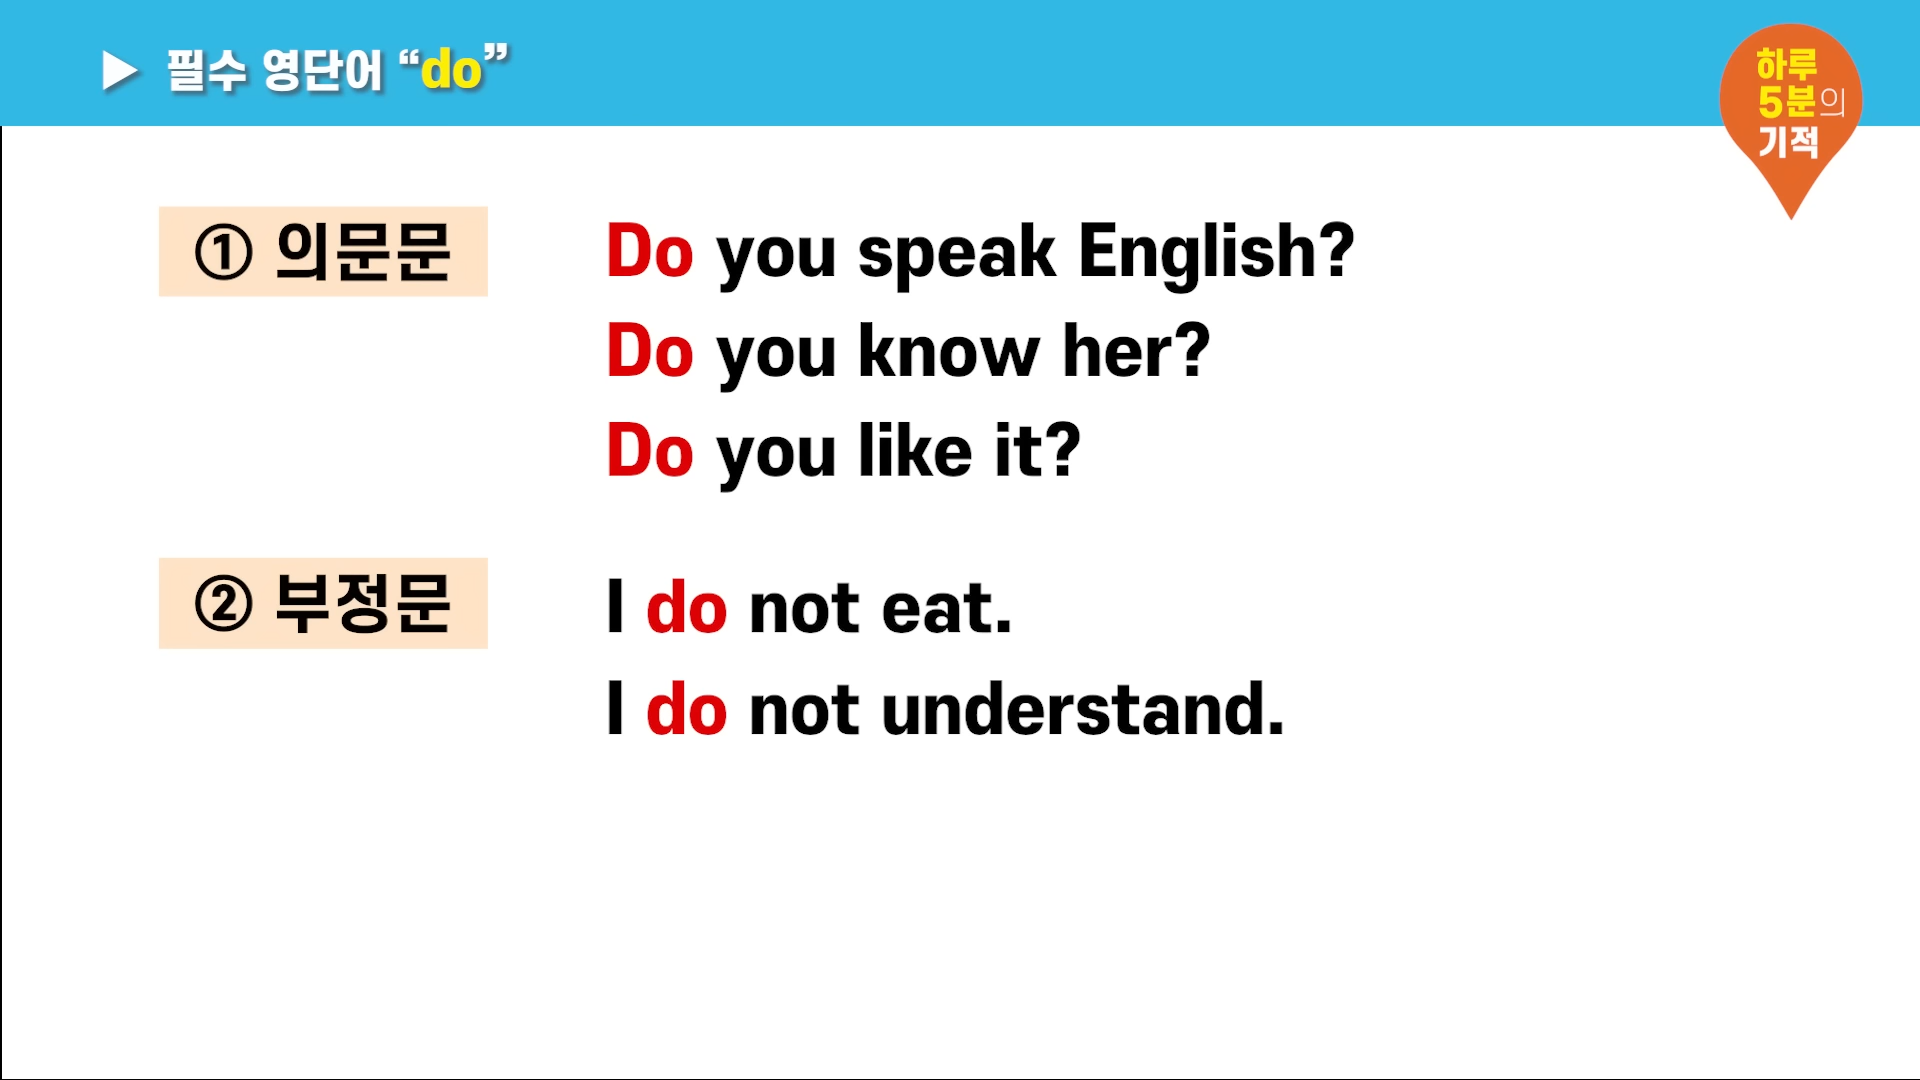 ▶ 필수 영단어 “do”
하루
5분의
기적
① 의문문
Do you speak English?
Do you know her?
Do you like it?
② 부정문
I do not eat.
I do not understand.